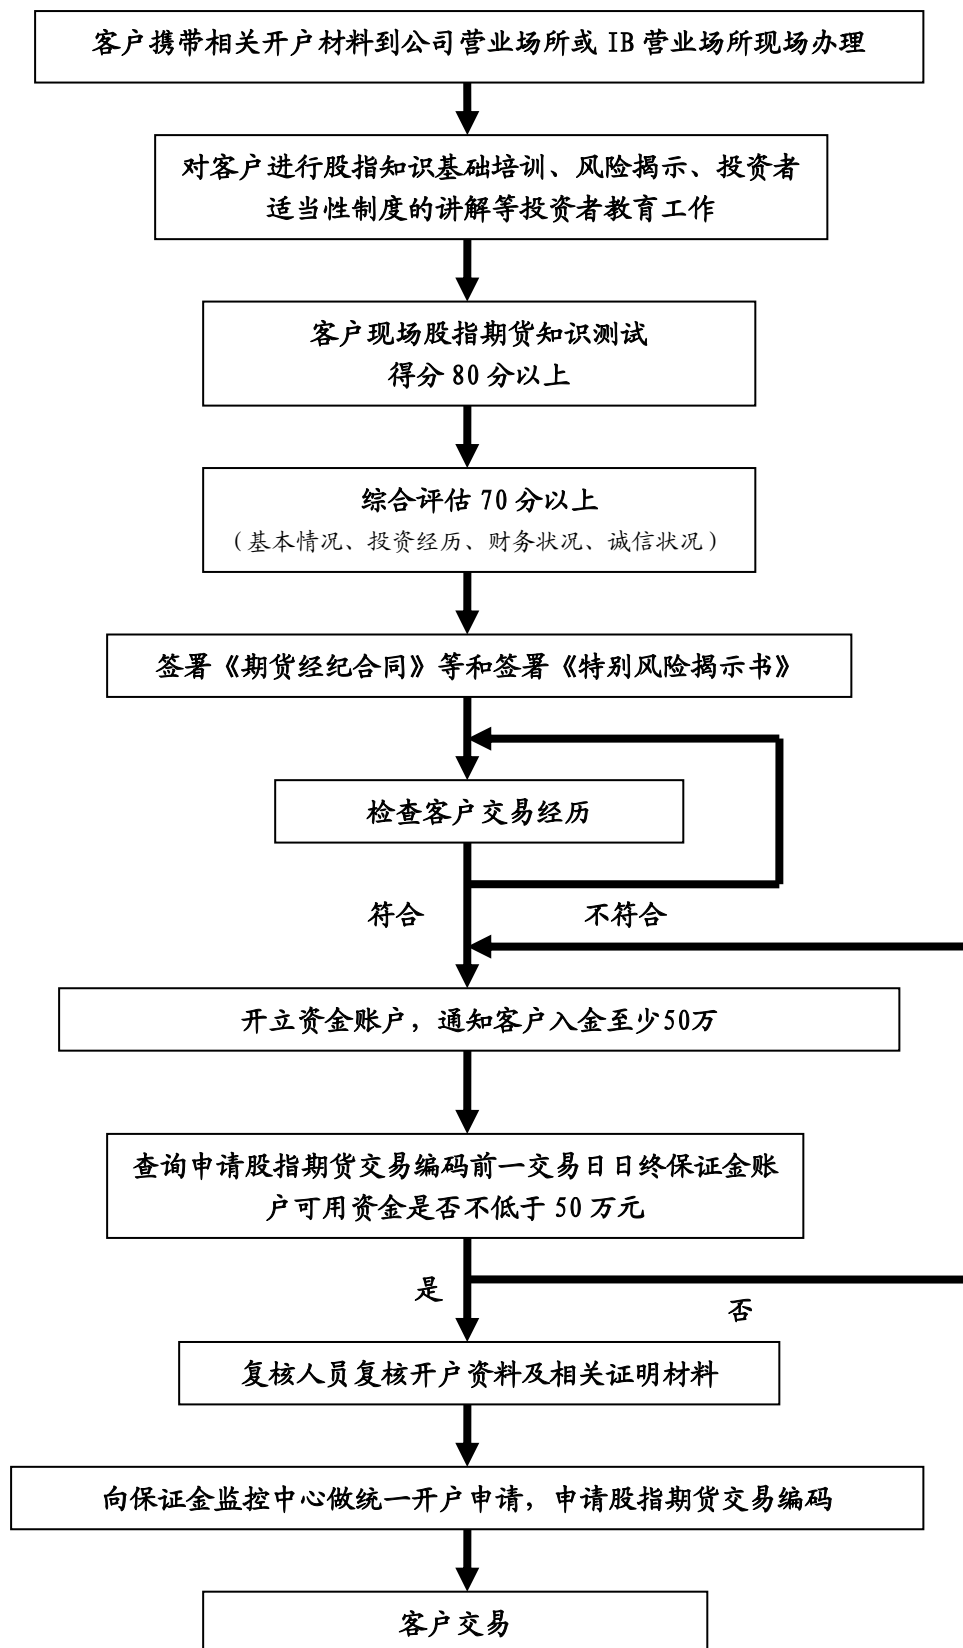 客户携带相关开户材料到公司营业场所或 IB 营业场所现场办理
对客户进行股指知识基础培训、风险揭示、投资者
适当性制度的讲解等投资者教育工作
客户现场股指期货知识测试
得分 80 分以上
综合评估 70 分以上
（基本情况、投资经历、财务状况、诚信状况）
签署《期货经纪合同》等和签署《特别风险揭示书》
检查客户交易经历
符合 不符合
开立资金账户，通知客户入金至少50万
查询申请股指期货交易编码前一交易日日终保证金账
户可用资金是否不低于 50 万元
是
否
复核人员复核开户资料及相关证明材料
向保证金监控中心做统一开户申请，申请股指期货交易编码
客户交易